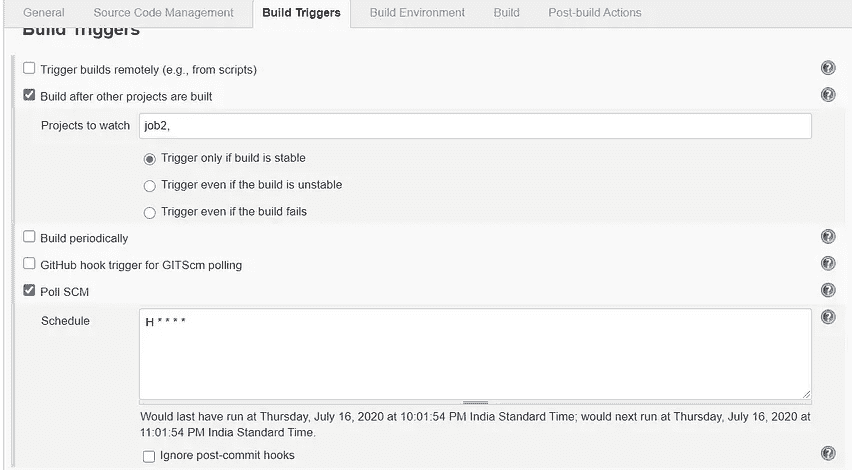 General Source Code Management Build Triggers Build Environment Build Post-build Actions
Build Triggers
Trigger builds remotely (e.g., from scripts)
Build after other projects are built
Projects to watch job2,
Trigger only if build is stable
Trigger even if the build is unstable
Trigger even if the build fails
Build periodically
GitHub hook trigger for GITScm polling
Poll SCM
Schedule H * * * *
Would last have run at Thursday, July 16, 2020 at 10:01:54 PM India Standard Time; would next run at Thursday, July 16, 2020 at
11:01:54 PM India Standard Time.
Ignore post-commit hooks